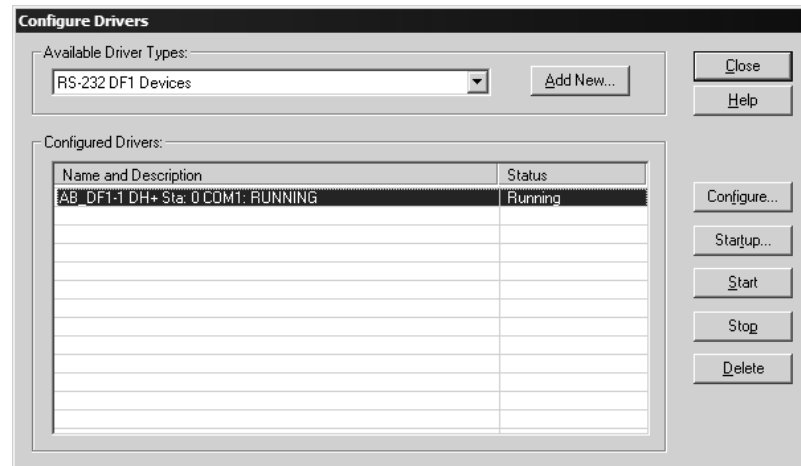 Configure Drivers
Available Driver Types:
RS-232 DF1 Devices
Add New...
Close
Help
Configured Drivers:
Name and Description Status
AB_DF1-1 DH+ Sta: 0 COM1: RUNNING Running
Configure...
Startup...
Start
Stop
Delete